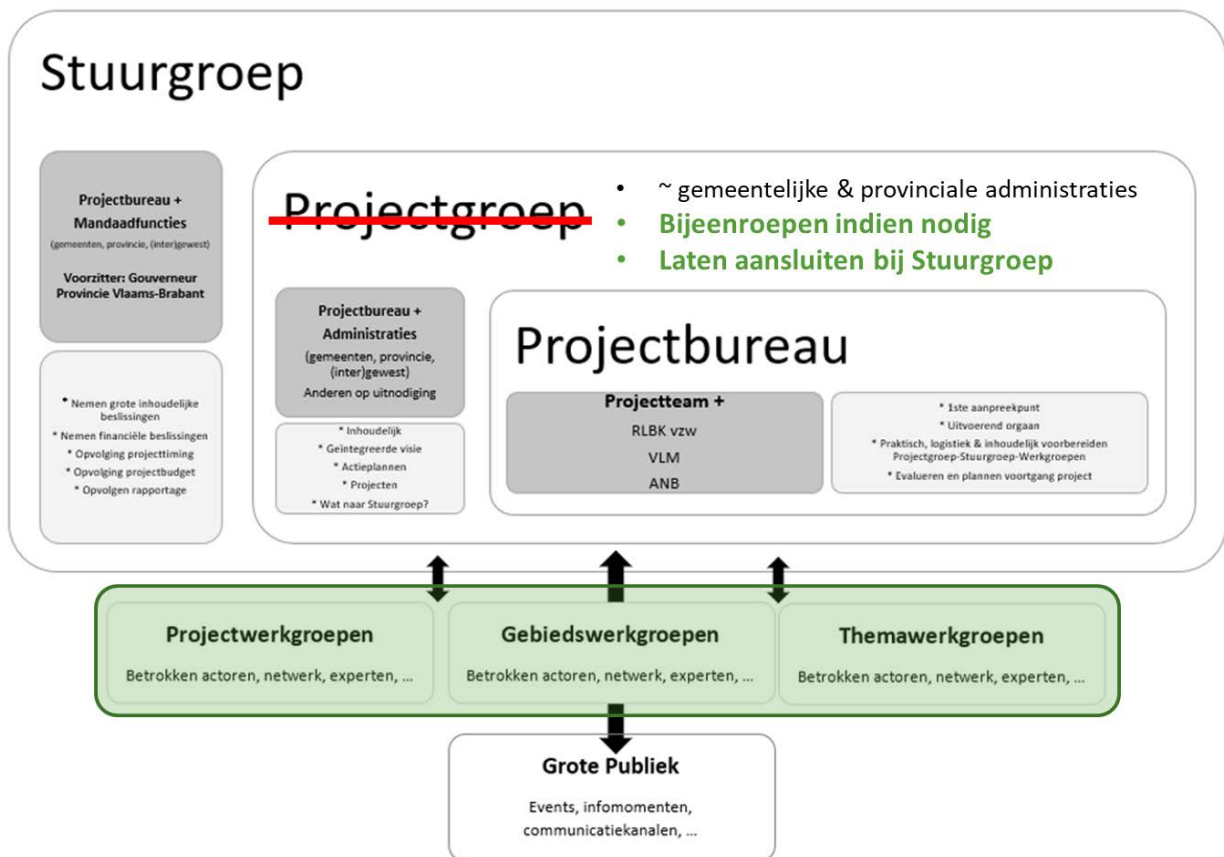 Stuurgroep
Projectbureau +
Mandaadfuncties
(gemeenten, provincie, (inter)gewest)
Voorzitter: Gouverneur
Provincie Vlaams-Brabant
* Nemen grote inhoudelijke
beslissingen
* Nemen financiële beslissingen
* Opvolging projecttiming
* Opvolging projectbudget
* Opvolgen rapportage
Projectgroep
• ~ gemeentelijke & provinciale administraties
• Bijeenroepen indien nodig
• Laten aansluiten bij Stuurgroep
Projectbureau +
Administraties
(gemeenten, provincie,
(inter)gewest)
Anderen op uitnodiging
* Inhoudelijk
* Geïntegreerde visie
* Actieplannen
* Projecten
* Wat naar Stuurgroep?
Projectbureau
Projectteam +
RLBK vzw
VLM
ANB
* 1ste aanpreekpunt
* Uitvoerend orgaan
* Praktisch, logistiek & inhoudelijk voorbereiden
Projectgroep-Stuurgroep-Werkgroepen
* Evalueren en plannen voortgang project
Projectwerkgroepen
Betrokken actoren, netwerk, experten, ...
Gebiedswerkgroepen
Betrokken actoren, netwerk, experten, ...
Themawerkgroepen
Betrokken actoren, netwerk, experten, ...
Grote Publiek
Events, infomomenten,
communicatiekanalen, ...